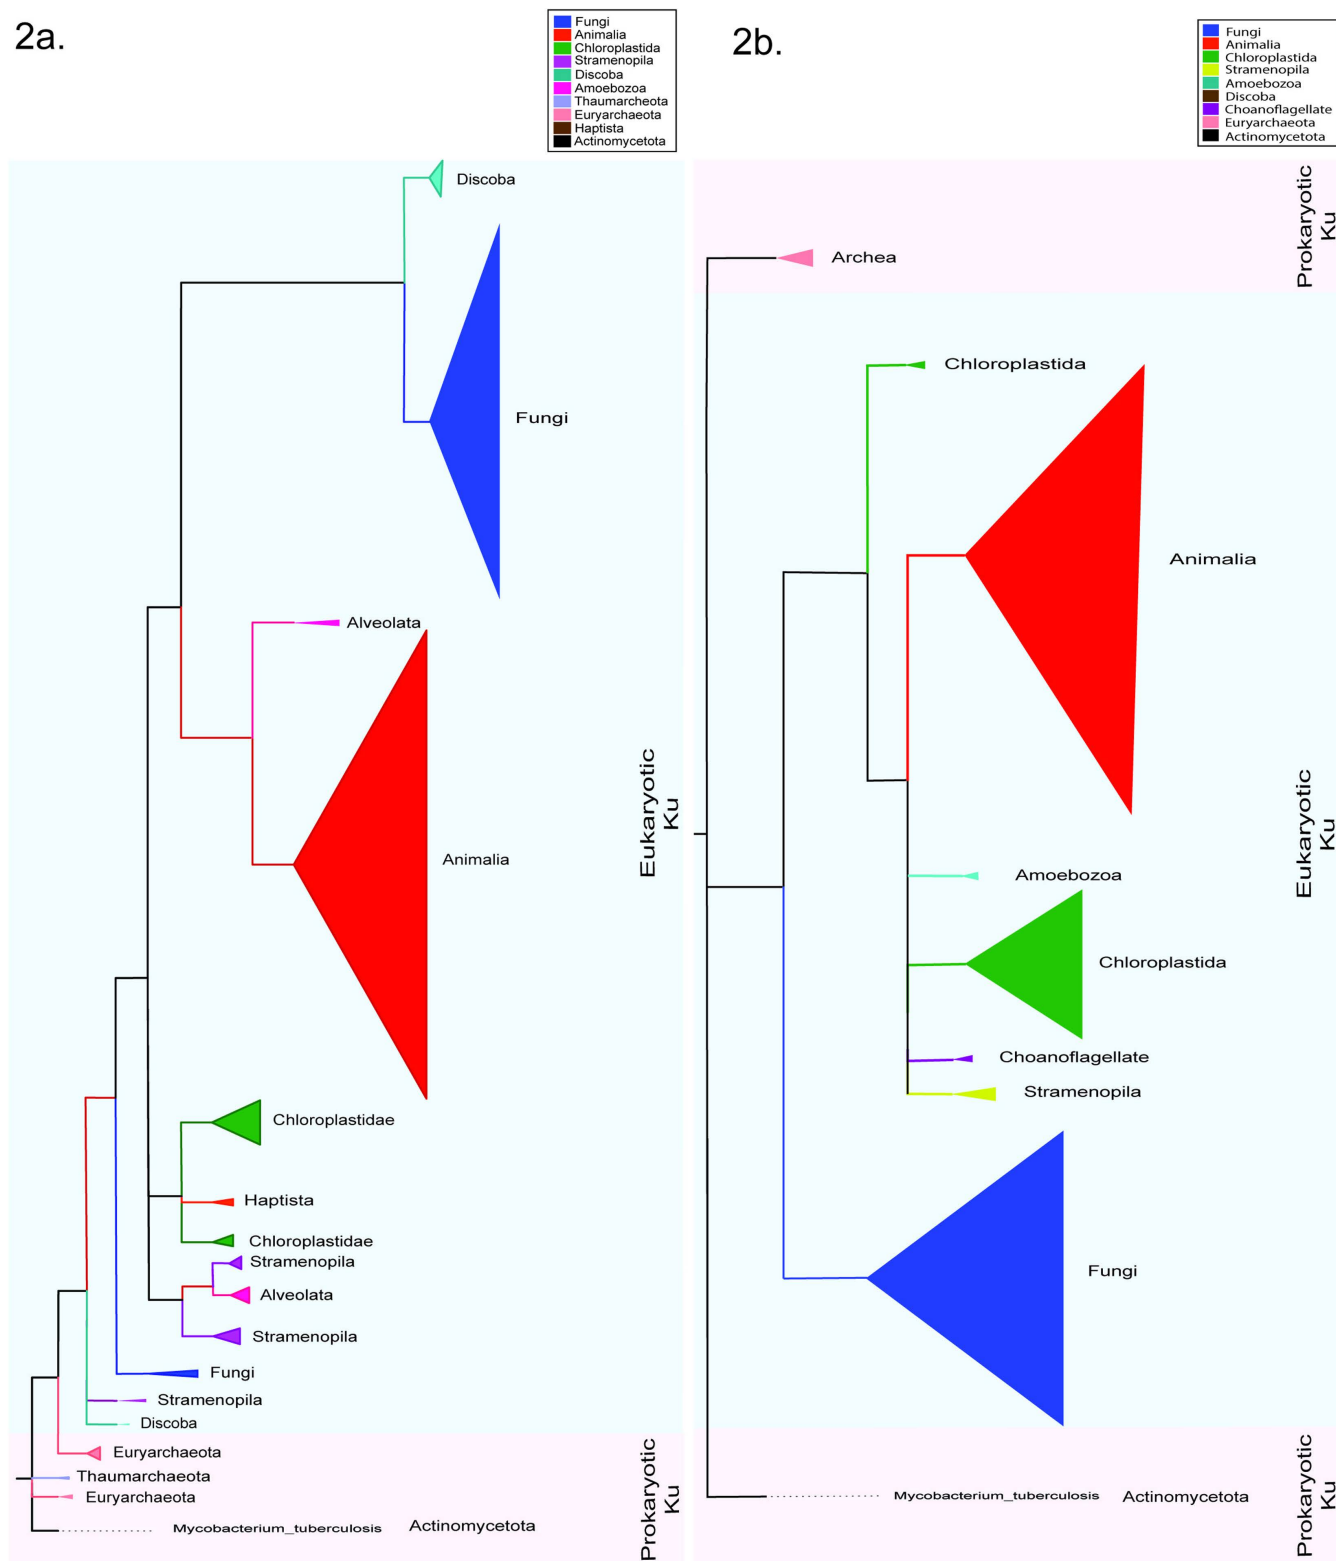 2a.
Fungi
Animalia
Chloroplastida
Stramenopila
Discoba
Amoebozoa
Thaumarcheota
Euryarchaeota
Haptista
Actinomycetota
Discoba
Fungi
Alveolata
Animalia
Eukaryotic
Ku
Chloroplastidae
Haptista
Chloroplastidae
Stramenopila
Alveolata
Stramenopila
Fungi
Stramenopila
Discoba
Euryarchaeota
Thaumarchaeota
Euryarchaeota
Mycobacterium_tuberculosis Actinomycetota
Prokaryotic
Ku
2b.
Fungi
Animalia
Chloroplastida
Stramenopila
Amoebozoa
Discoba
Choanoflagellate
Euryarchaeota
Actinomycetota
Prokaryotic
Ku
Archea
Chloroplastida
Animalia
Eukaryotic
Ku
Amoebozoa
Chloroplastida
Choanoflagellate
Stramenopila
Fungi
Mycobacterium_tuberculosis Actinomycetota
Prokaryotic
Ku